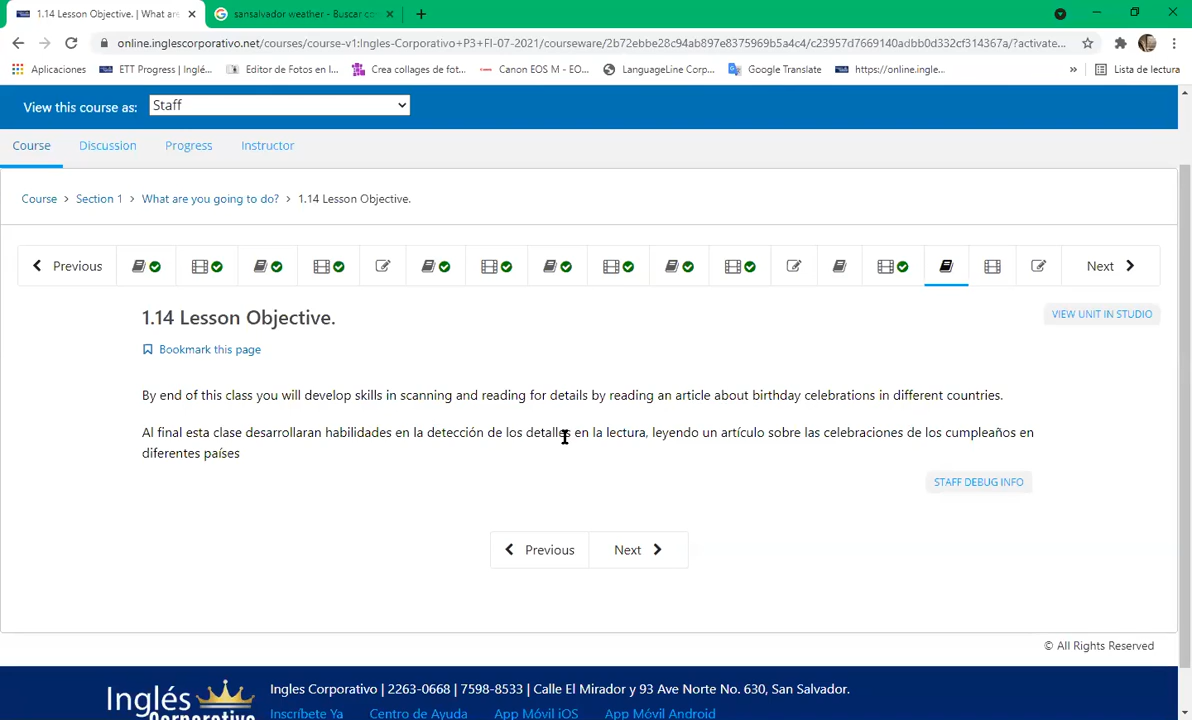 1.14 Lesson Objective. | What are
sansalvador weather - Buscar con
online.inglescorporativo.net/courses/course-v1:Ingles-Corporativo+P3+FI-07-2021/courseware/2b72ebbe28c94ab897e8375969b5a4c4/c23957d7669140adbb0d332cf314367a/?activate...
Aplicaciones
ETT Progress | Inglé...
Editor de Fotos en l...
Crea collages de fot...
Canon EOS M - EO...
LanguageLine Corp...
Google Translate
https://online.ingle...
»
Lista de lectura
View this course as:
Staff
Course
Discussion
Progress
Instructor
Course > Section 1 > What are you going to do? > 1.14 Lesson Objective.
Previous
Next
1.14 Lesson Objective.
VIEW UNIT IN STUDIO
Bookmark this page
By end of this class you will develop skills in scanning and reading for details by reading an article about birthday celebrations in different countries.
Al final esta clase desarrollaran habilidades en la detección de los detalles en la lectura, leyendo un artículo sobre las celebraciones de los cumpleaños en
diferentes países
STAFF DEBUG INFO
Previous
Next
© All Rights Reserved
Inglés
Corporativo
Ingles Corporativo | 2263-0668 | 7598-8533 | Calle El Mirador y 93 Ave Norte No. 630, San Salvador.
Inscríbete Ya
Centro de Ayuda
App Móvil iOS
App Móvil Android